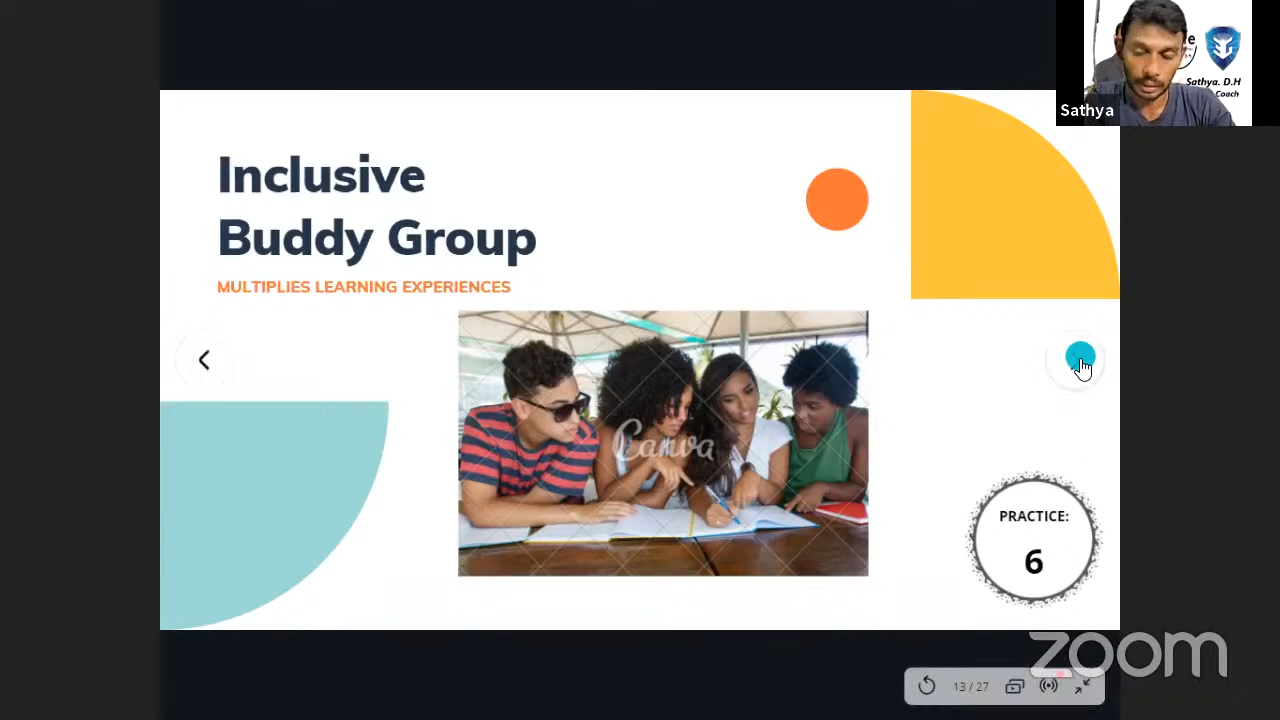 Inclusive
Buddy Group
MULTIPLIES LEARNING EXPERIENCES
Canva
PRACTICE:
6
Sathya. D.H
Coach
Sathya
zoom
13 / 27